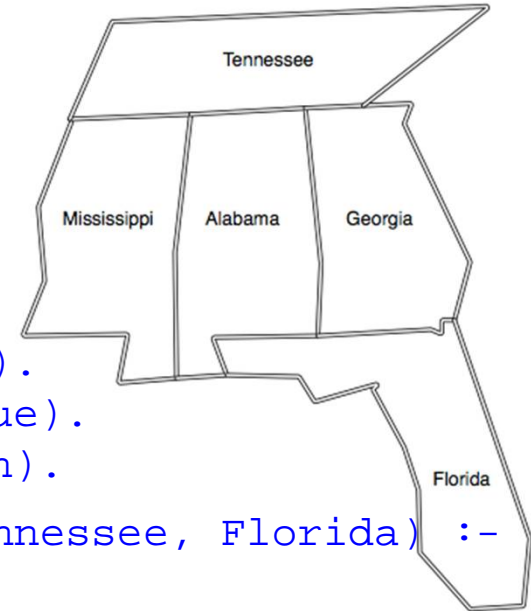 Tennessee
Mississippi Alabama Georgia
).
ue).
n).
Florida
nnessee, Florida) :-